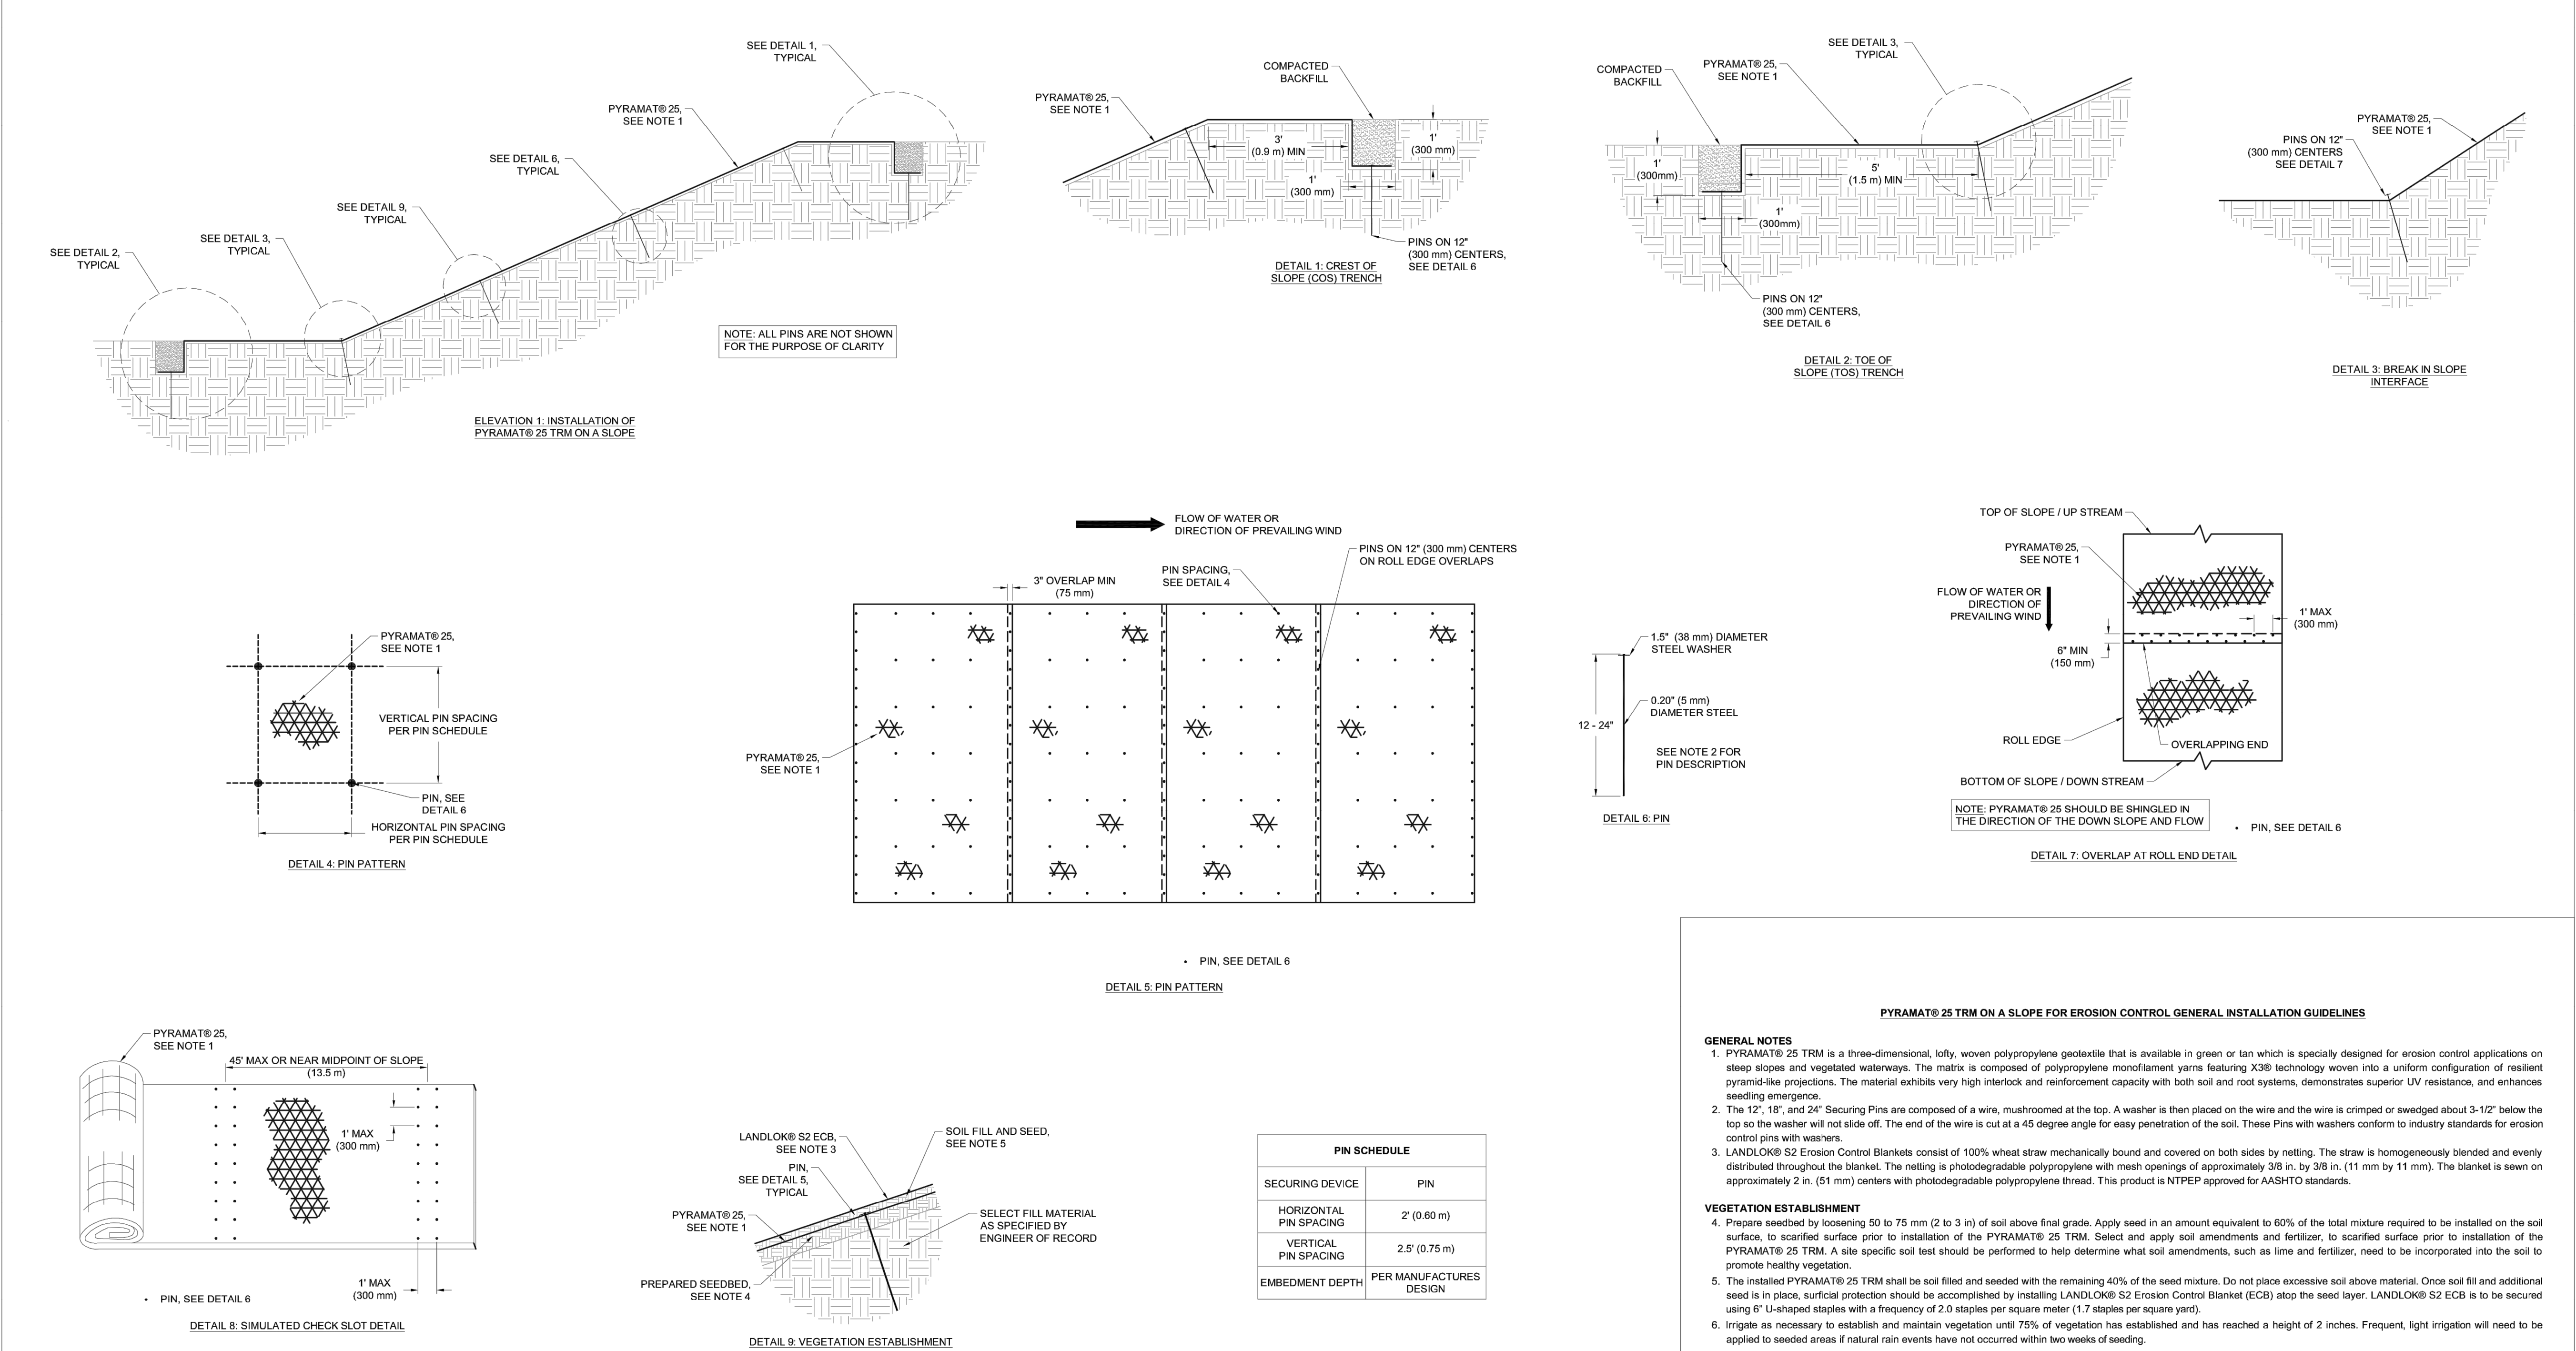 SEE DETAIL 1,
TYPICAL
PYRAMAT® 25,
SEE NOTE 1
SEE DETAIL 6,
TYPICAL
SEE DETAIL 9,
TYPICAL
SEE DETAIL 3,
TYPICAL
SEE DETAIL 2,
TYPICAL
NOTE: ALL PINS ARE NOT SHOWN
FOR THE PURPOSE OF CLARITY
ELEVATION 1: INSTALLATION OF
PYRAMAT® 25 TRM ON A SLOPE
COMPACTED
BACKFILL
PYRAMAT® 25,
SEE NOTE 1
3'
(0.9 m) MIN
1'
(300 mm)
1'
(300 mm)
PINS ON 12"
(300 mm) CENTERS,
SEE DETAIL 6
DETAIL 1: CREST OF
SLOPE (COS) TRENCH
SEE DETAIL 3,
TYPICAL
COMPACTED
BACKFILL
PYRAMAT® 25,
SEE NOTE 1
1'
(300mm)
5'
(1.5 m) MIN
1'
(300mm)
PINS ON 12"
(300 mm) CENTERS,
SEE DETAIL 6
DETAIL 2: TOE OF
SLOPE (TOS) TRENCH
PYRAMAT® 25,
SEE NOTE 1
PINS ON 12"
(300 mm) CENTERS
SEE DETAIL 7
DETAIL 3: BREAK IN SLOPE
INTERFACE
PYRAMAT® 25,
SEE NOTE 1
VERTICAL PIN SPACING
PER PIN SCHEDULE
PIN, SEE
DETAIL 6
HORIZONTAL PIN SPACING
PER PIN SCHEDULE
DETAIL 4: PIN PATTERN
FLOW OF WATER OR
DIRECTION OF PREVAILING WIND
PINS ON 12" (300 mm) CENTERS
ON ROLL EDGE OVERLAPS
PIN SPACING,
SEE DETAIL 4
3" OVERLAP MIN
(75 mm)
PYRAMAT® 25,
SEE NOTE 1
PIN, SEE DETAIL 6
DETAIL 5: PIN PATTERN
1.5" (38 mm) DIAMETER
STEEL WASHER
0.20" (5 mm)
DIAMETER STEEL
12 - 24"
SEE NOTE 2 FOR
PIN DESCRIPTION
DETAIL 6: PIN
TOP OF SLOPE / UP STREAM
PYRAMAT® 25,
SEE NOTE 1
FLOW OF WATER OR
DIRECTION OF
PREVAILING WIND
1' MAX
(300 mm)
6" MIN
(150 mm)
ROLL EDGE
OVERLAPPING END
BOTTOM OF SLOPE / DOWN STREAM
NOTE: PYRAMAT® 25 SHOULD BE SHINGLED IN
THE DIRECTION OF THE DOWN SLOPE AND FLOW
PIN, SEE DETAIL 6
DETAIL 7: OVERLAP AT ROLL END DETAIL
PYRAMAT® 25,
SEE NOTE 1
45' MAX OR NEAR MIDPOINT OF SLOPE
(13.5 m)
1' MAX
(300 mm)
1' MAX
(300 mm)
PIN, SEE DETAIL 6
DETAIL 8: SIMULATED CHECK SLOT DETAIL
LANDLOK® S2 ECB,
SEE NOTE 3
SOIL FILL AND SEED,
SEE NOTE 5
PIN,
SEE DETAIL 5,
TYPICAL
PYRAMAT® 25,
SEE NOTE 1
SELECT FILL MATERIAL
AS SPECIFIED BY
ENGINEER OF RECORD
PREPARED SEEDBED,
SEE NOTE 4
DETAIL 9: VEGETATION ESTABLISHMENT
PIN SCHEDULE
SECURING DEVICE PIN
HORIZONTAL
PIN SPACING
2' (0.60 m)
VERTICAL
PIN SPACING
2.5' (0.75 m)
EMBEDMENT DEPTH
PER MANUFACTURES
DESIGN
PYRAMAT® 25 TRM ON A SLOPE FOR EROSION CONTROL GENERAL INSTALLATION GUIDELINES
GENERAL NOTES
1. PYRAMAT® 25 TRM is a three-dimensional, lofty, woven polypropylene geotextile that is available in green or tan which is specially designed for erosion control applications on
steep slopes and vegetated waterways. The matrix is composed of polypropylene monofilament yarns featuring X3® technology woven into a uniform configuration of resilient
pyramid-like projections. The material exhibits very high interlock and reinforcement capacity with both soil and root systems, demonstrates superior UV resistance, and enhances
seedling emergence.
2. The 12", 18", and 24" Securing Pins are composed of a wire, mushroomed at the top. A washer is then placed on the wire and the wire is crimped or swedged about 3-1/2" below the
top so the washer will not slide off. The end of the wire is cut at a 45 degree angle for easy penetration of the soil. These Pins with washers conform to industry standards for erosion
control pins with washers.
3. LANDLOK® S2 Erosion Control Blankets consist of 100% wheat straw mechanically bound and covered on both sides by netting. The straw is homogeneously blended and evenly
distributed throughout the blanket. The netting is photodegradable polypropylene with mesh openings of approximately 3/8 in. by 3/8 in. (11 mm by 11 mm). The blanket is sewn on
approximately 2 in. (51 mm) centers with photodegradable polypropylene thread. This product is NTPEP approved for AASHTO standards.
VEGETATION ESTABLISHMENT
4. Prepare seedbed by loosening 50 to 75 mm (2 to 3 in) of soil above final grade. Apply seed in an amount equivalent to 60% of the total mixture required to be installed on the soil
surface, to scarified surface prior to installation of the PYRAMAT® 25 TRM. Select and apply soil amendments and fertilizer, to scarified surface prior to installation of the
PYRAMAT® 25 TRM. A site specific soil test should be performed to help determine what soil amendments, such as lime and fertilizer, need to be incorporated into the soil to
promote healthy vegetation.
5. The installed PYRAMAT® 25 TRM shall be soil filled and seeded with the remaining 40% of the seed mixture. Do not place excessive soil above material. Once soil fill and additional
seed is in place, surficial protection should be accomplished by installing LANDLOK® S2 Erosion Control Blanket (ECB) atop the seed layer. LANDLOK® S2 ECB is to be secured
using 6" U-shaped staples with a frequency of 2.0 staples per square meter (1.7 staples per square yard).
6. Irrigate as necessary to establish and maintain vegetation until 75% of vegetation has established and has reached a height of 2 inches. Frequent, light irrigation will need to be
applied to seeded areas if natural rain events have not occurred within two weeks of seeding.